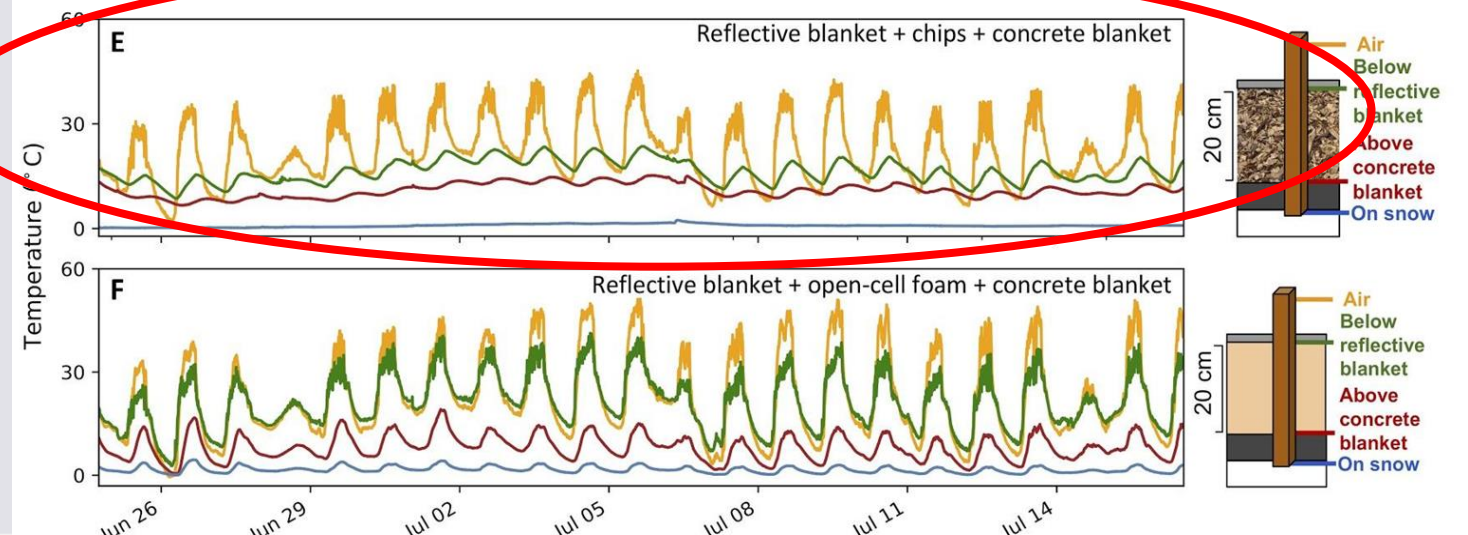 60
E
Reflective blanket + chips + concrete blanket
30
0
Temperature (°C)
Air
Below
reflective
blanket
Above
concrete
blanket
On snow
20 cm
60
F
Reflective blanket + open-cell foam + concrete blanket
30
0
Air
Below
reflective
blanket
Above
concrete
blanket
On snow
20 cm
Jun 26
Jun 29
Jul 02
Jul 05
Jul 08
Jul 11
Jul 14